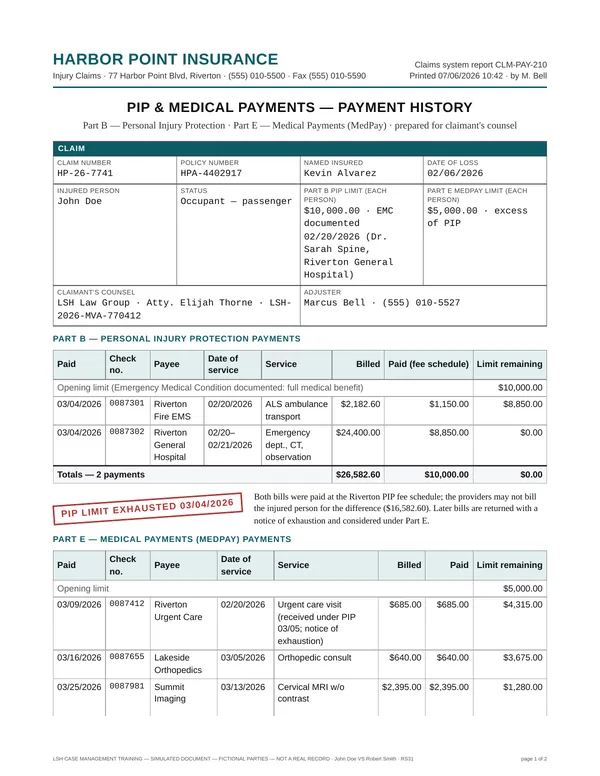 HARBOR POINT INSURANCE
Injury Claims · 77 Harbor Point Blvd, Riverton · (555) 010-5500 · Fax (555) 010-5590
Claims system report CLM-PAY-210
Printed 07/06/2026 10:42 · by M. Bell
PIP & MEDICAL PAYMENTS — PAYMENT HISTORY
Part B — Personal Injury Protection · Part E — Medical Payments (MedPay) · prepared for claimant's counsel
CLAIM
CLAIM NUMBER
HP-26-7741
POLICY NUMBER
HPA-4402917
NAMED INSURED
Kevin Alvarez
DATE OF LOSS
02/06/2026
INJURED PERSON
John Doe
STATUS
Occupant — passenger
PART B PIP LIMIT (EACH
PERSON)
$10,000.00 · EMC
documented
02/20/2026 (Dr.
Sarah Spine,
Riverton General
Hospital)
PART E MEDPAY LIMIT (EACH
PERSON)
$5,000.00 · excess
of PIP
CLAIMANT'S COUNSEL
LSH Law Group · Atty. Elijah Thorne · LSH-
2026-MVA-770412
ADJUSTER
Marcus Bell · (555) 010-5527
PART B — PERSONAL INJURY PROTECTION PAYMENTS
Paid
Check
no.
Payee
Date of
service
Service
Billed
Paid (fee schedule)
Limit remaining
Opening limit (Emergency Medical Condition documented: full medical benefit)
$10,000.00
03/04/2026
0087301
Riverton
Fire EMS
02/20/2026
ALS ambulance
transport
$2,182.60
$1,150.00
$8,850.00
03/04/2026
0087302
Riverton
General
Hospital
02/20–
02/21/2026
Emergency
dept., CT,
observation
$24,400.00
$8,850.00
$0.00
Totals — 2 payments
$26,582.60
$10,000.00
$0.00
PIP LIMIT EXHAUSTED 03/04/2026
Both bills were paid at the Riverton PIP fee schedule; the providers may not bill
the injured person for the difference ($16,582.60). Later bills are returned with a
notice of exhaustion and considered under Part E.
PART E — MEDICAL PAYMENTS (MEDPAY) PAYMENTS
Paid
Check
no.
Payee
Date of
service
Service
Billed
Paid
Limit remaining
Opening limit
$5,000.00
03/09/2026
0087412
Riverton
Urgent Care
02/20/2026
Urgent care visit
(received under PIP
03/05; notice of
exhaustion)
$685.00
$685.00
$4,315.00
03/16/2026
0087655
Lakeside
Orthopedics
03/05/2026
Orthopedic consult
$640.00
$640.00
$3,675.00
03/25/2026
0087981
Summit
Imaging
03/13/2026
Cervical MRI w/o
contrast
$2,395.00
$2,395.00
$1,280.00
LSH CASE MANAGEMENT TRAINING — SIMULATED DOCUMENT — FICTIONAL PARTIES — NOT A REAL RECORD · John Doe VS Robert Smith · RS31
page 1 of 2